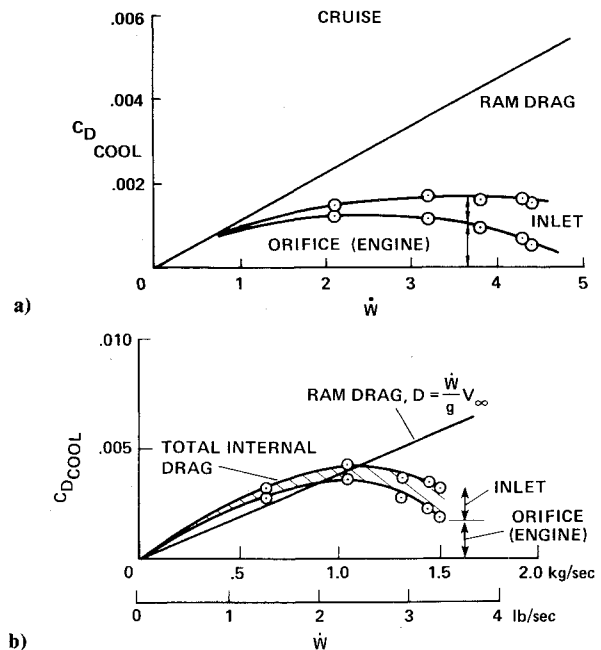 .006
CRUISE
.004
RAM DRAG
C_D COOL
.002
INLET
ORIFICE (ENGINE)
0
0 1 2 3 4 5
a)
Ẇ
.010
RAM DRAG, D = Ẇ/g V∞
TOTAL INTERNAL
DRAG
.005
C_D COOL
INLET
ORIFICE
(ENGINE)
0 .5 1.0 1.5 2.0 kg/sec
0 1 2 3 4 lb/sec
b)
Ẇ